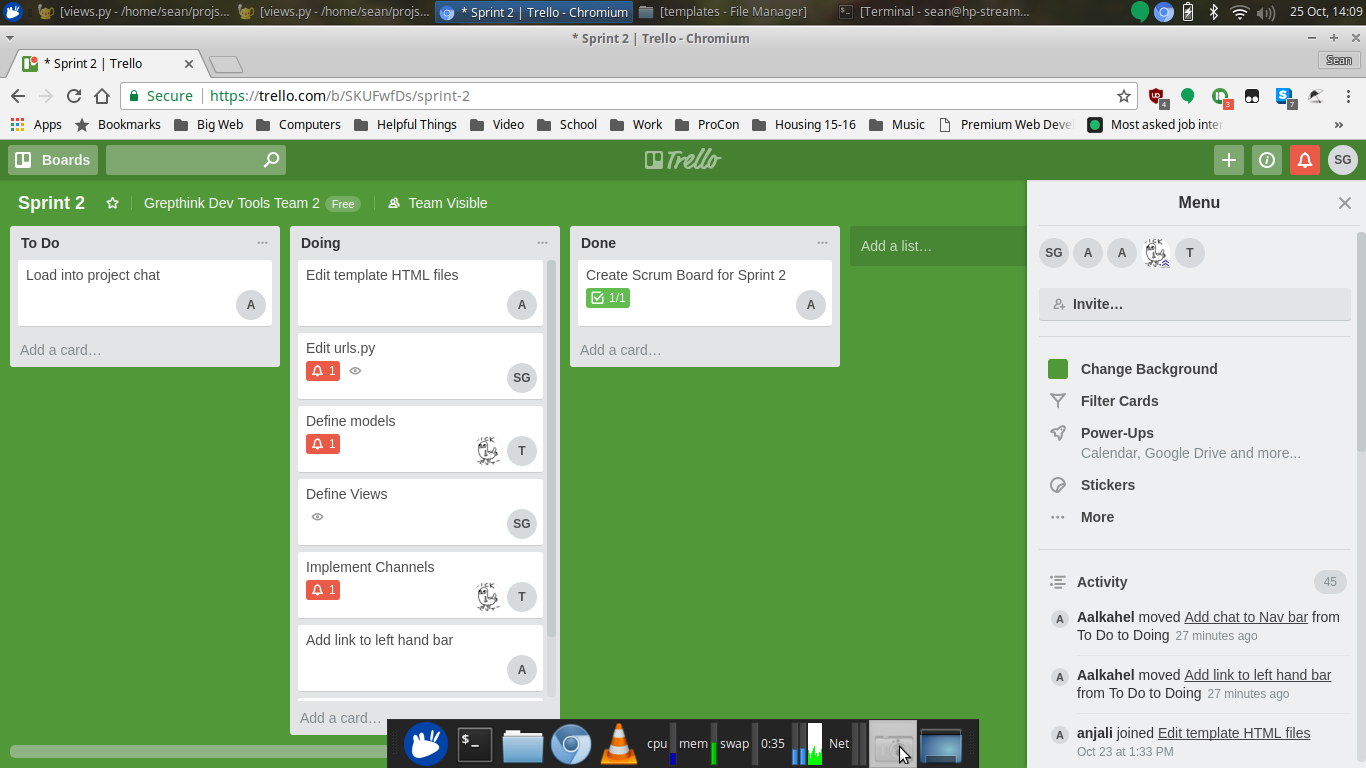 [views.py - /home/sean/projs... [views.py - /home/sean/projs... * Sprint 2 | Trello - Chromium [templates - File Manager] [Terminal - sean@hp-stream... 25 Oct, 14:09
* Sprint 2 | Trello - Chromium
* Sprint 2 | Trello
Sean
Secure https://trello.com/b/SKUFwfDs/sprint-2 4 3 7
Apps Bookmarks Big Web Computers Helpful Things Video School Work ProCon Housing 15-16 Music Premium Web Deve Most asked job inter »
Boards Trello SG
Sprint 2 Grepthink Dev Tools Team 2 Free Team Visible
To Do
Load into project chat
A
Add a card…
Doing
Edit template HTML files
A
Edit urls.py
1
SG
Define models
1
T
Define Views
SG
Implement Channels
1
T
Add link to left hand bar
A
Add a card…
Done
Create Scrum Board for Sprint 2
1/1
A
Add a card…
Add a list…
Menu
SG A A T
Invite…
Change Background
Filter Cards
Power-Ups
Calendar, Google Drive and more...
Stickers
More
Activity 45
A Aalkahel moved Add chat to Nav bar from
To Do to Doing 27 minutes ago
A Aalkahel moved Add link to left hand bar
from To Do to Doing 27 minutes ago
A anjali joined Edit template HTML files
Oct 23 at 1:33 PM
$_ cpu mem swap 0:35 Net